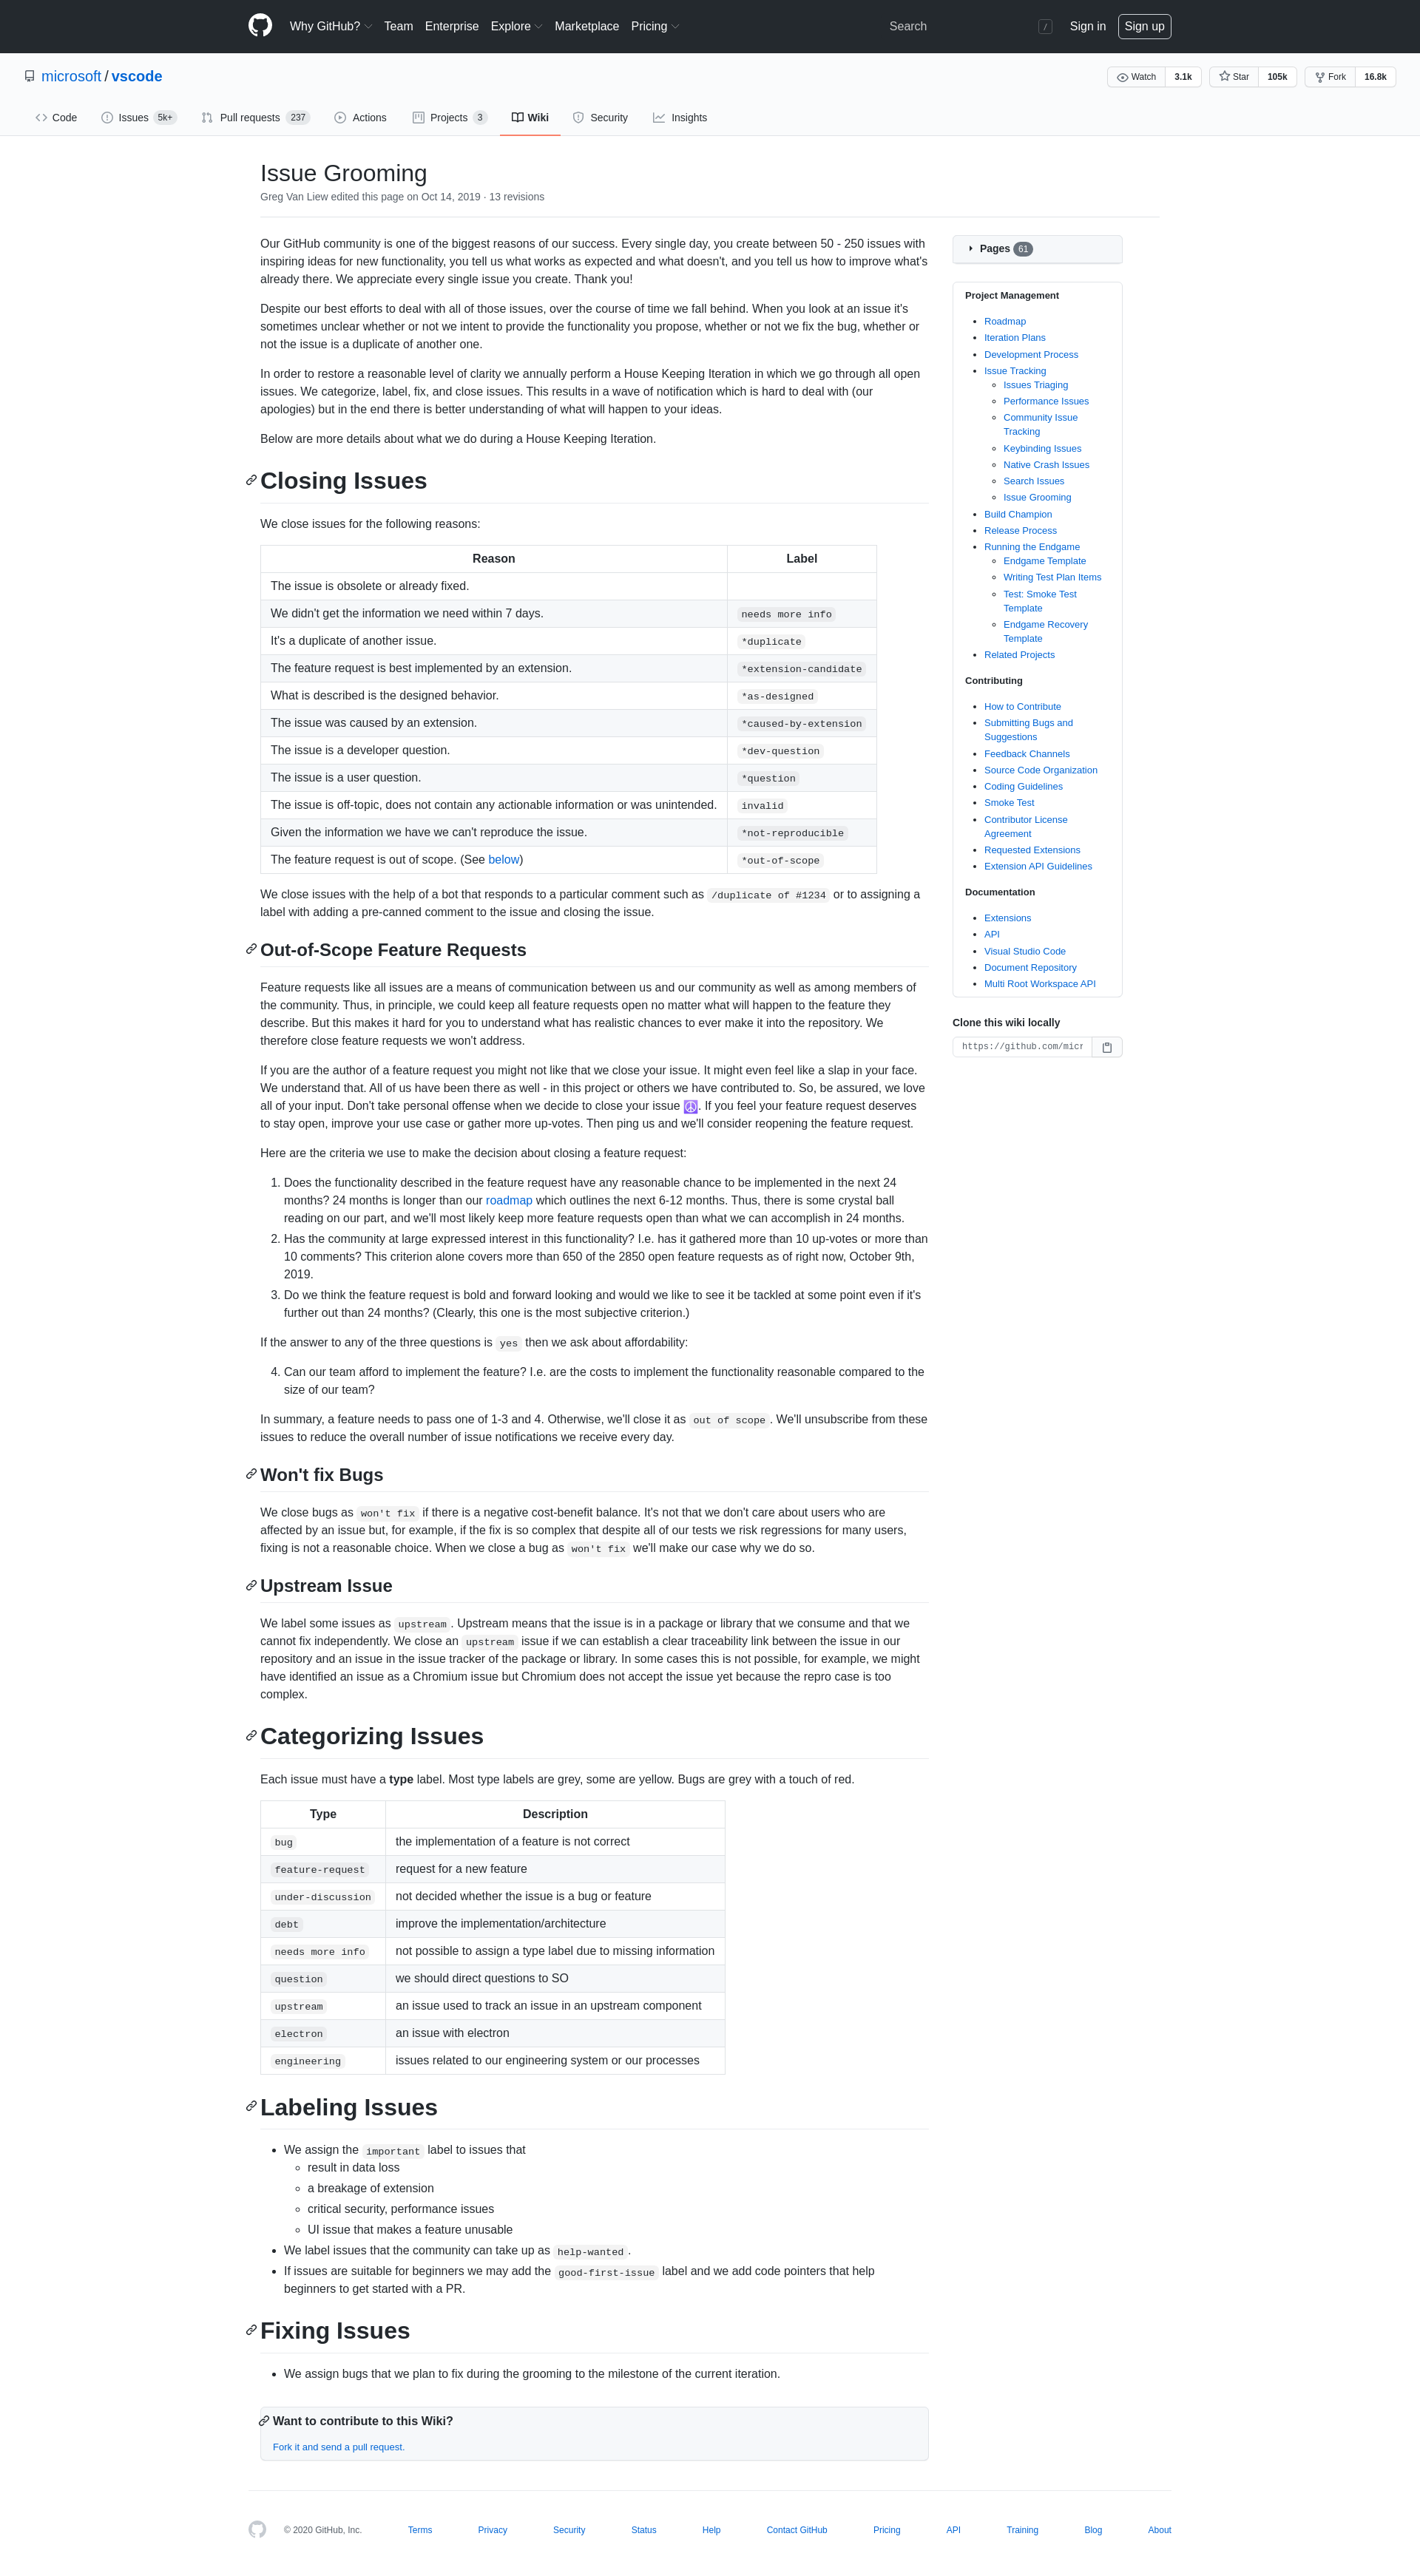 Why GitHub? Team Enterprise Explore Marketplace Pricing Search / Sign in Sign up
microsoft / vscode
Watch 3.1k Star 105k Fork 16.8k
Code Issues 5k+ Pull requests 237 Actions Projects 3 Wiki Security Insights
Issue Grooming
Greg Van Liew edited this page on Oct 14, 2019 · 13 revisions
Our GitHub community is one of the biggest reasons of our success. Every single day, you create between 50 - 250 issues with
inspiring ideas for new functionality, you tell us what works as expected and what doesn't, and you tell us how to improve what's
already there. We appreciate every single issue you create. Thank you!
Despite our best efforts to deal with all of those issues, over the course of time we fall behind. When you look at an issue it's
sometimes unclear whether or not we intent to provide the functionality you propose, whether or not we fix the bug, whether or
not the issue is a duplicate of another one.
In order to restore a reasonable level of clarity we annually perform a House Keeping Iteration in which we go through all open
issues. We categorize, label, fix, and close issues. This results in a wave of notification which is hard to deal with (our
apologies) but in the end there is better understanding of what will happen to your ideas.
Below are more details about what we do during a House Keeping Iteration.
Closing Issues
We close issues for the following reasons:
Reason Label
The issue is obsolete or already fixed.
We didn't get the information we need within 7 days. needs more info
It's a duplicate of another issue. *duplicate
The feature request is best implemented by an extension. *extension-candidate
What is described is the designed behavior. *as-designed
The issue was caused by an extension. *caused-by-extension
The issue is a developer question. *dev-question
The issue is a user question. *question
The issue is off-topic, does not contain any actionable information or was unintended. invalid
Given the information we have we can't reproduce the issue. *not-reproducible
The feature request is out of scope. (See below) *out-of-scope
We close issues with the help of a bot that responds to a particular comment such as /duplicate of #1234 or to assigning a
label with adding a pre-canned comment to the issue and closing the issue.
Out-of-Scope Feature Requests
Feature requests like all issues are a means of communication between us and our community as well as among members of
the community. Thus, in principle, we could keep all feature requests open no matter what will happen to the feature they
describe. But this makes it hard for you to understand what has realistic chances to ever make it into the repository. We
therefore close feature requests we won't address.
If you are the author of a feature request you might not like that we close your issue. It might even feel like a slap in your face.
We understand that. All of us have been there as well - in this project or others we have contributed to. So, be assured, we love
all of your input. Don't take personal offense when we decide to close your issue ☮. If you feel your feature request deserves
to stay open, improve your use case or gather more up-votes. Then ping us and we'll consider reopening the feature request.
Here are the criteria we use to make the decision about closing a feature request:
1. Does the functionality described in the feature request have any reasonable chance to be implemented in the next 24
months? 24 months is longer than our roadmap which outlines the next 6-12 months. Thus, there is some crystal ball
reading on our part, and we'll most likely keep more feature requests open than what we can accomplish in 24 months.
2. Has the community at large expressed interest in this functionality? I.e. has it gathered more than 10 up-votes or more than
10 comments? This criterion alone covers more than 650 of the 2850 open feature requests as of right now, October 9th,
2019.
3. Do we think the feature request is bold and forward looking and would we like to see it be tackled at some point even if it's
further out than 24 months? (Clearly, this one is the most subjective criterion.)
If the answer to any of the three questions is yes then we ask about affordability:
4. Can our team afford to implement the feature? I.e. are the costs to implement the functionality reasonable compared to the
size of our team?
In summary, a feature needs to pass one of 1-3 and 4. Otherwise, we'll close it as out of scope. We'll unsubscribe from these
issues to reduce the overall number of issue notifications we receive every day.
Won't fix Bugs
We close bugs as won't fix if there is a negative cost-benefit balance. It's not that we don't care about users who are
affected by an issue but, for example, if the fix is so complex that despite all of our tests we risk regressions for many users,
fixing is not a reasonable choice. When we close a bug as won't fix we'll make our case why we do so.
Upstream Issue
We label some issues as upstream. Upstream means that the issue is in a package or library that we consume and that we
cannot fix independently. We close an upstream issue if we can establish a clear traceability link between the issue in our
repository and an issue in the issue tracker of the package or library. In some cases this is not possible, for example, we might
have identified an issue as a Chromium issue but Chromium does not accept the issue yet because the repro case is too
complex.
Categorizing Issues
Each issue must have a type label. Most type labels are grey, some are yellow. Bugs are grey with a touch of red.
Type Description
bug the implementation of a feature is not correct
feature-request request for a new feature
under-discussion not decided whether the issue is a bug or feature
debt improve the implementation/architecture
needs more info not possible to assign a type label due to missing information
question we should direct questions to SO
upstream an issue used to track an issue in an upstream component
electron an issue with electron
engineering issues related to our engineering system or our processes
Labeling Issues
We assign the important label to issues that
result in data loss
a breakage of extension
critical security, performance issues
UI issue that makes a feature unusable
We label issues that the community can take up as help-wanted.
If issues are suitable for beginners we may add the good-first-issue label and we add code pointers that help
beginners to get started with a PR.
Fixing Issues
We assign bugs that we plan to fix during the grooming to the milestone of the current iteration.
Want to contribute to this Wiki?
Fork it and send a pull request.
Pages 61
Project Management
Roadmap
Iteration Plans
Development Process
Issue Tracking
Issues Triaging
Performance Issues
Community Issue
Tracking
Keybinding Issues
Native Crash Issues
Search Issues
Issue Grooming
Build Champion
Release Process
Running the Endgame
Endgame Template
Writing Test Plan Items
Test: Smoke Test
Template
Endgame Recovery
Template
Related Projects
Contributing
How to Contribute
Submitting Bugs and
Suggestions
Feedback Channels
Source Code Organization
Coding Guidelines
Smoke Test
Contributor License
Agreement
Requested Extensions
Extension API Guidelines
Documentation
Extensions
API
Visual Studio Code
Document Repository
Multi Root Workspace API
Clone this wiki locally
https://github.com/micr
© 2020 GitHub, Inc. Terms Privacy Security Status Help Contact GitHub Pricing API Training Blog About